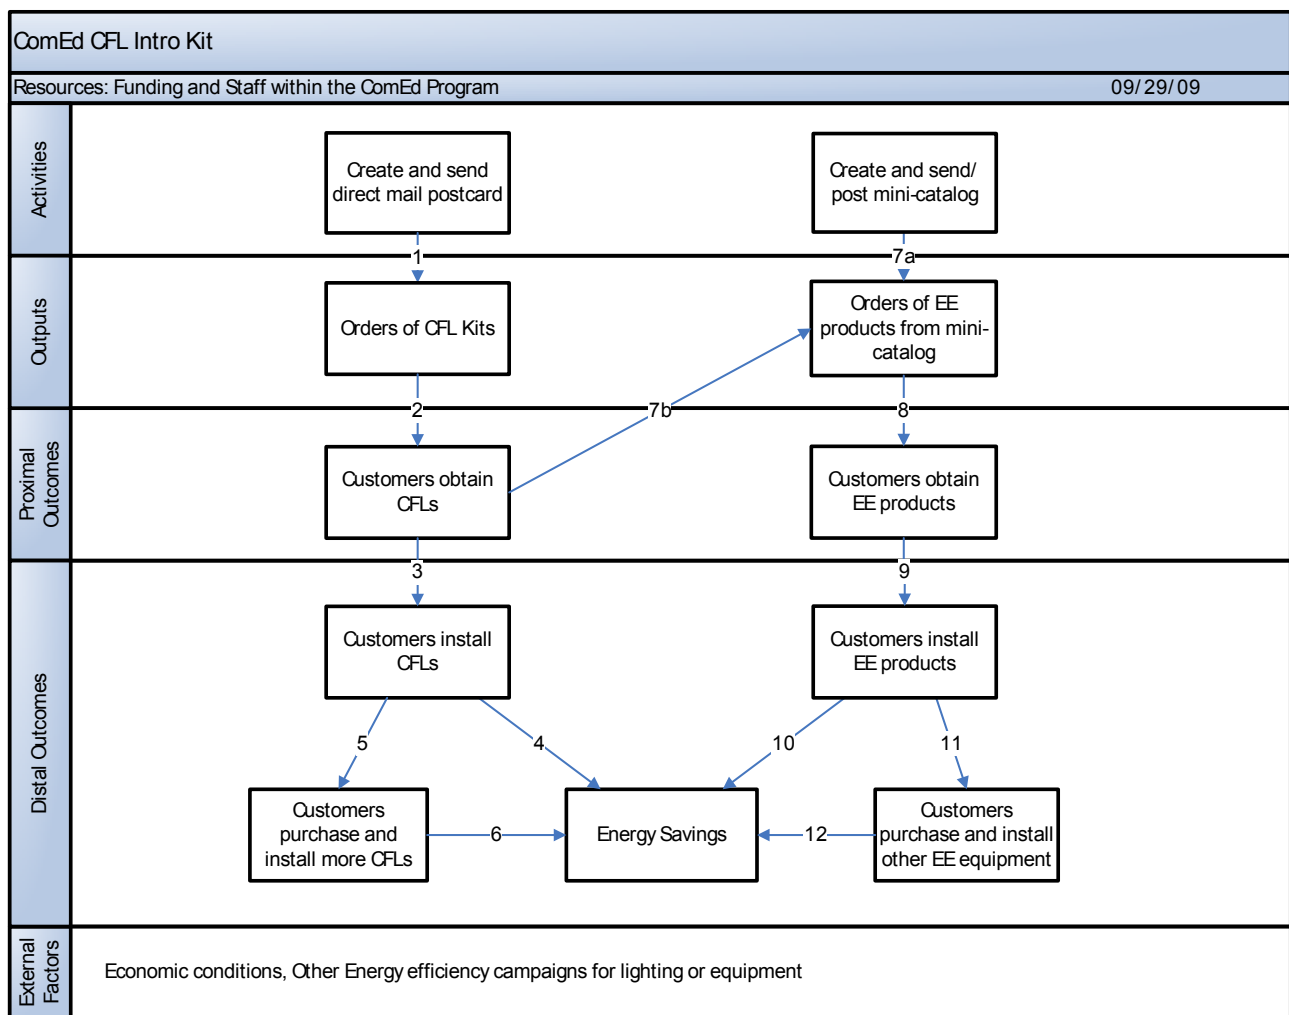 ComEd CFL Intro Kit
Resources: Funding and Staff within the ComEd Program 09/29/09
Activities
Create and send
direct mail postcard
Create and send/
post mini-catalog
1
7a
Outputs
Orders of CFL Kits
Orders of EE
products from mini-
catalog
2
7b
8
Proximal
Outcomes
Customers obtain
CFLs
Customers obtain
EE products
3
9
Distal Outcomes
Customers install
CFLs
Customers install
EE products
5
4
10
11
Customers
purchase and
install more CFLs
6
Energy Savings
12
Customers
purchase and install
other EE equipment
External
Factors
Economic conditions, Other Energy efficiency campaigns for lighting or equipment